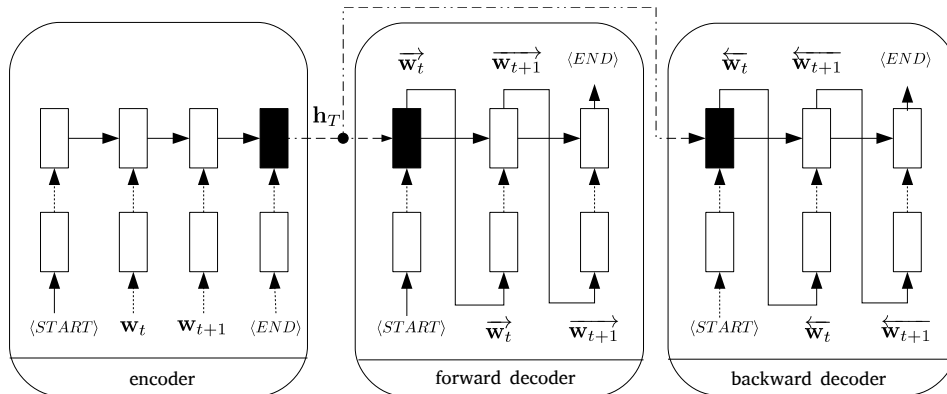 w⃗_t w⃗_{t+1} ⟨END⟩
w⃖_t w⃖_{t+1} ⟨END⟩
h_T
⟨START⟩ w_t w_{t+1} ⟨END⟩
⟨START⟩ w⃗_t w⃗_{t+1}
⟨START⟩ w⃖_t w⃖_{t+1}
encoder
forward decoder
backward decoder